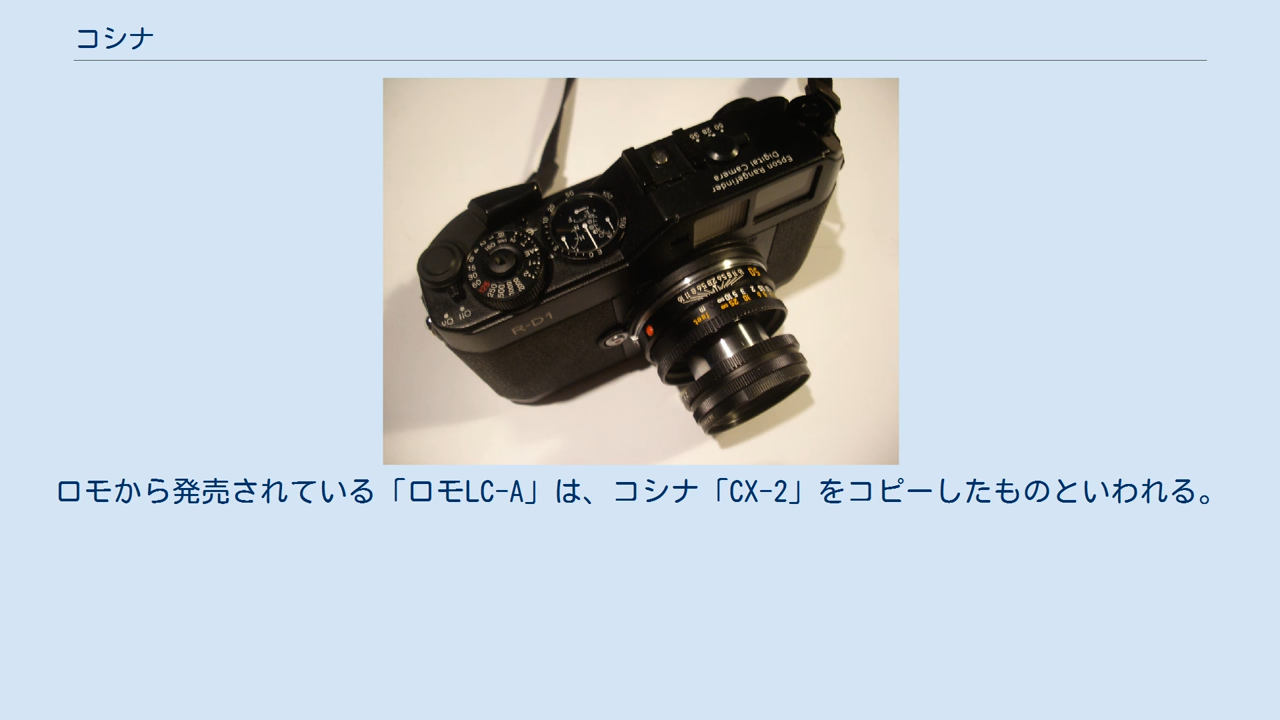 コシナ
Epson Rangefinder
Digital Camera
R-D1
ロモから発売されている「ロモLC-A」は、コシナ「CX-2」をコピーしたものといわれる。